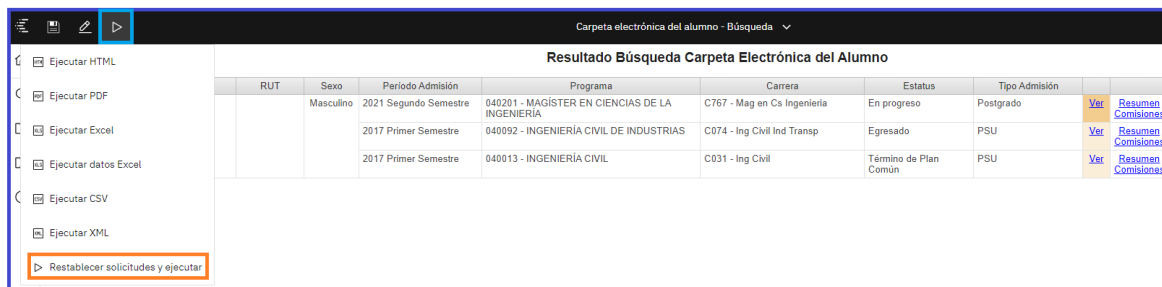 Carpeta electrónica del alumno - Búsqueda
Resultado Búsqueda Carpeta Electrónica del Alumno
Ejecutar HTML
Ejecutar PDF
Ejecutar Excel
Ejecutar datos Excel
Ejecutar CSV
Ejecutar XML
Restablecer solicitudes y ejecutar
RUT Sexo Período Admisión Programa Carrera Estatus Tipo Admisión
Masculino 2021 Segundo Semestre 040201 - MAGÍSTER EN CIENCIAS DE LA C767 - Mag en Cs Ingenieria En progreso Postgrado Ver Resumen
INGENIERÍA Comisiones
2017 Primer Semestre 040092 - INGENIERÍA CIVIL DE INDUSTRIAS C074 - Ing Civil Ind Transp Egresado PSU Ver Resumen
Comisiones
2017 Primer Semestre 040013 - INGENIERÍA CIVIL C031 - Ing Civil Término de Plan PSU Ver Resumen
Común Comisiones